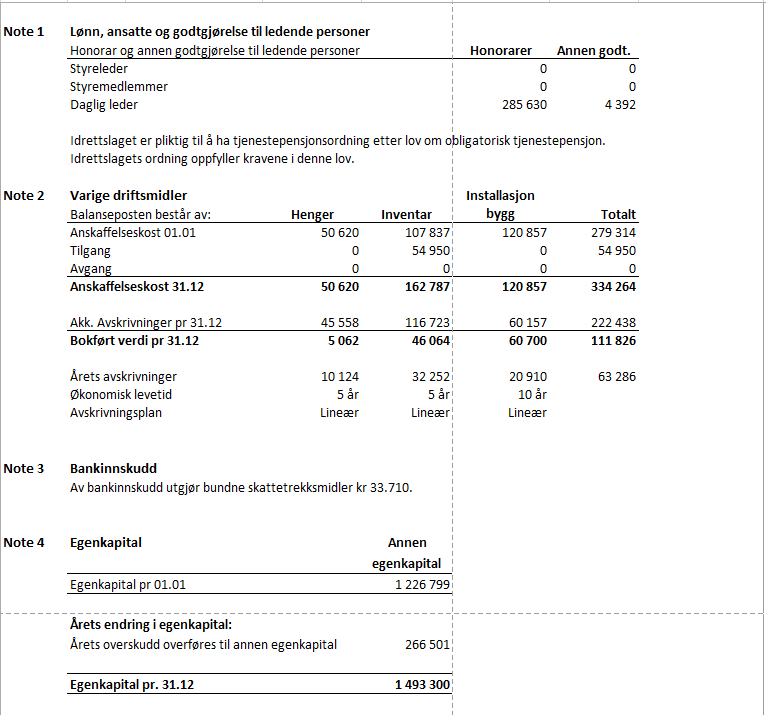 Note 1 Lønn, ansatte og godtgjørelse til ledende personer
Honorar og annen godtgjørelse til ledende personer Honorarer Annen godt.
Styreleder 0 0
Styremedlemmer 0 0
Daglig leder 285 630 4 392
Idrettslaget er pliktig til å ha tjenestepensjonsordning etter lov om obligatorisk tjenestepensjon.
Idrettslagets ordning oppfyller kravene i denne lov.
Note 2 Varige driftsmidler Installasjon
Balanseposten består av: Henger Inventar bygg Totalt
Anskaffelseskost 01.01 50 620 107 837 120 857 279 314
Tilgang 0 54 950 0 54 950
Avgang 0 0 0 0
Anskaffelseskost 31.12 50 620 162 787 120 857 334 264
Akk. Avskrivninger pr 31.12 45 558 116 723 60 157 222 438
Bokført verdi pr 31.12 5 062 46 064 60 700 111 826
Årets avskrivninger 10 124 32 252 20 910 63 286
Økonomisk levetid 5 år 5 år 10 år
Avskrivningsplan Lineær Lineær Lineær
Note 3 Bankinnskudd
Av bankinnskudd utgjør bundne skattetrekksmidler kr 33.710.
Note 4 Egenkapital Annen
egenkapital
Egenkapital pr 01.01 1 226 799
Årets endring i egenkapital:
Årets overskudd overføres til annen egenkapital 266 501
Egenkapital pr. 31.12 1 493 300